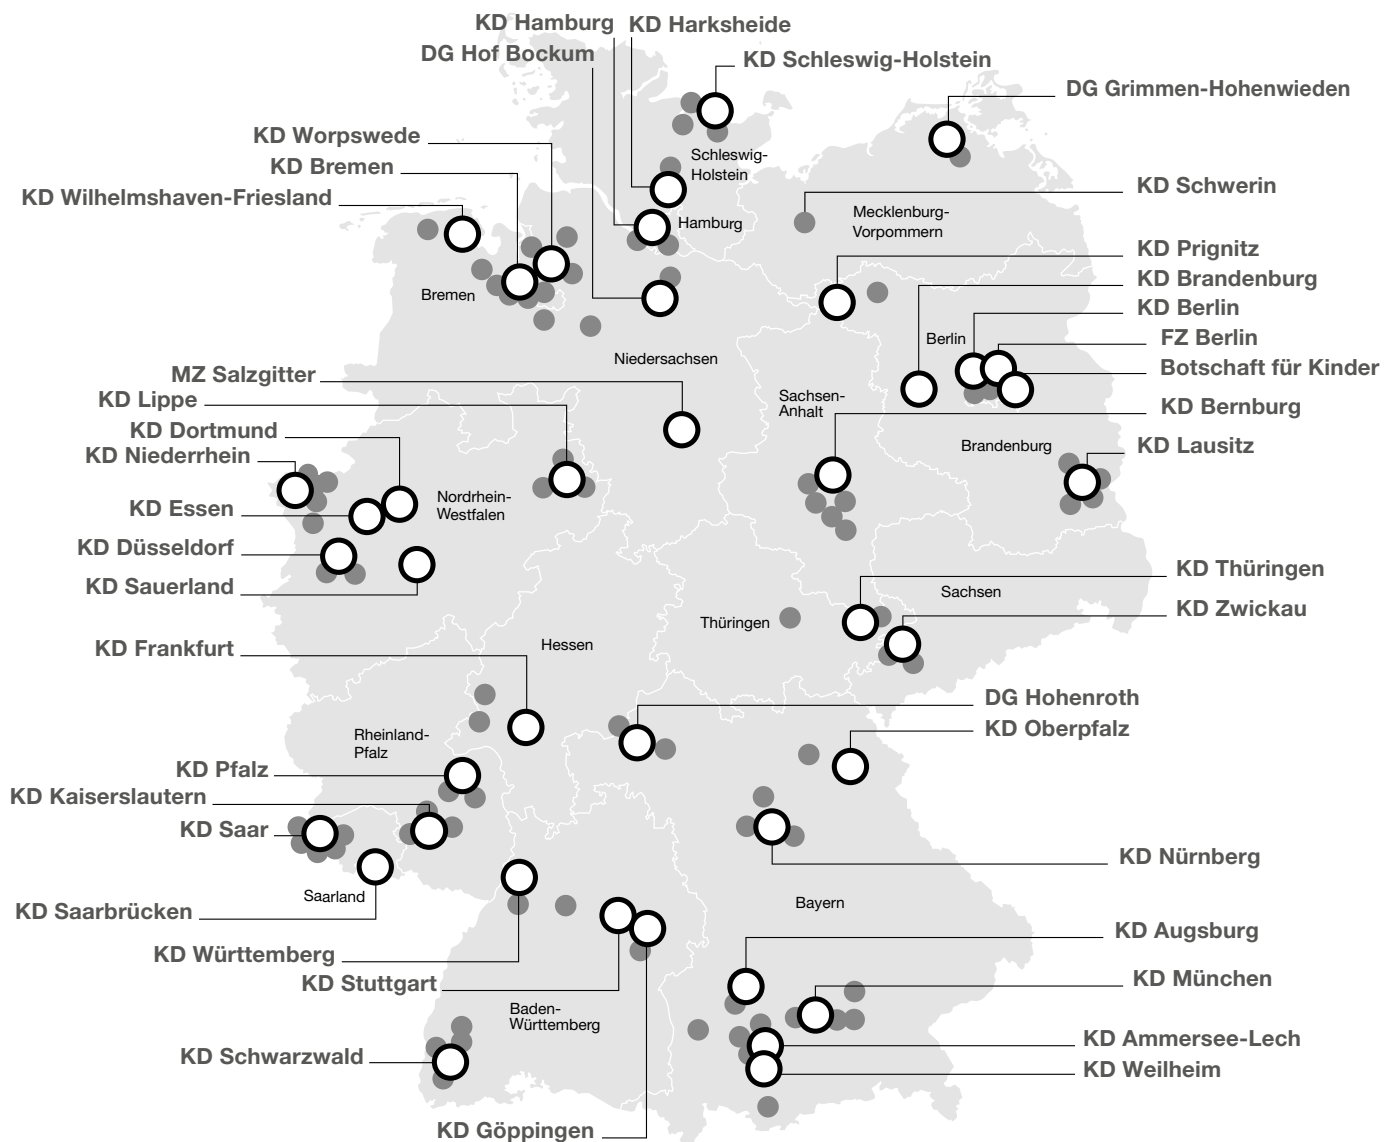 KD Hamburg
KD Harksheide
DG Hof Bockum
KD Schleswig-Holstein
DG Grimmen-Hohenwieden
KD Worpswede
KD Bremen
KD Wilhelmshaven-Friesland
Schleswig-
Holstein
Hamburg
Mecklenburg-
Vorpommern
KD Schwerin
KD Prignitz
KD Brandenburg
KD Berlin
FZ Berlin
Botschaft für Kinder
Bremen
Niedersachsen
Berlin
MZ Salzgitter
KD Lippe
KD Dortmund
KD Niederrhein
Sachsen-
Anhalt
KD Bernburg
Brandenburg
KD Lausitz
KD Essen
Nordrhein-
Westfalen
KD Düsseldorf
KD Sauerland
KD Thüringen
Sachsen
KD Zwickau
Thüringen
Hessen
KD Frankfurt
DG Hohenroth
KD Oberpfalz
Rheinland-
Pfalz
KD Pfalz
KD Kaiserslautern
KD Saar
KD Nürnberg
Saarland
KD Saarbrücken
Bayern
KD Augsburg
KD Württemberg
KD Stuttgart
KD München
Baden-
Württemberg
KD Ammersee-Lech
KD Schwarzwald
KD Weilheim
KD Göppingen